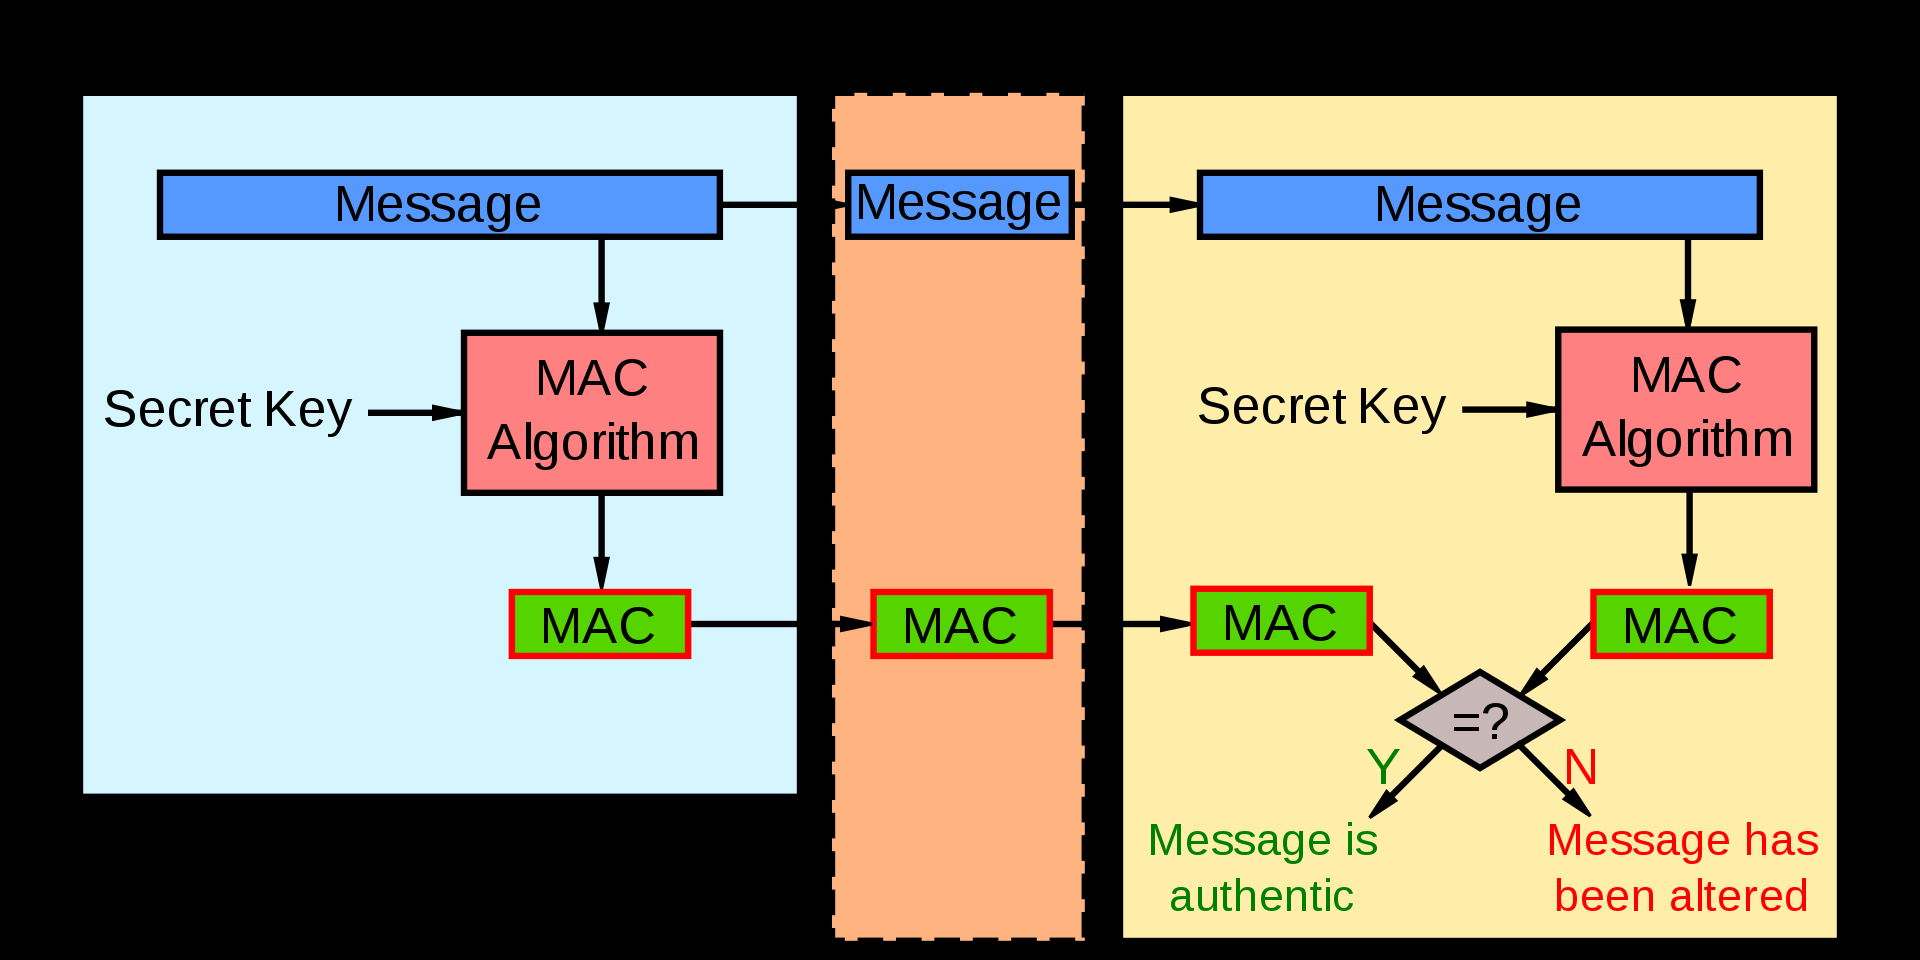 Message
Secret Key
MAC
Algorithm
MAC
Message
MAC
Message
Secret Key
MAC
Algorithm
MAC
MAC
=?
Y
N
Message is
authentic
Message has
been altered